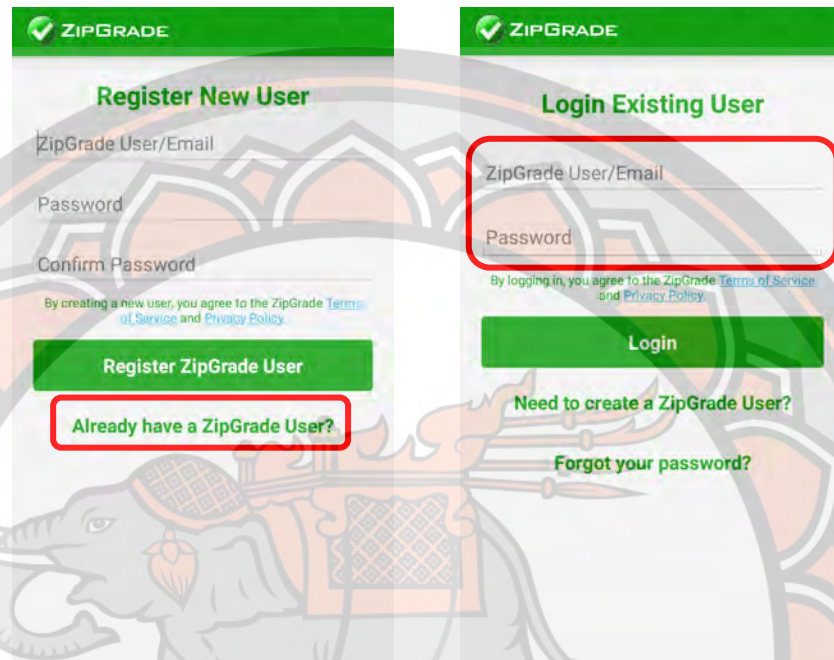 ZIPGRADE
Register New User
ZipGrade User/Email
Password
Confirm Password
By creating a new user, you agree to the ZipGrade Terms
of Service and Privacy Policy.
Register ZipGrade User
Already have a ZipGrade User?
ZIPGRADE
Login Existing User
ZipGrade User/Email
Password
By logging in, you agree to the ZipGrade Terms of Service
and Privacy Policy.
Login
Need to create a ZipGrade User?
Forgot your password?